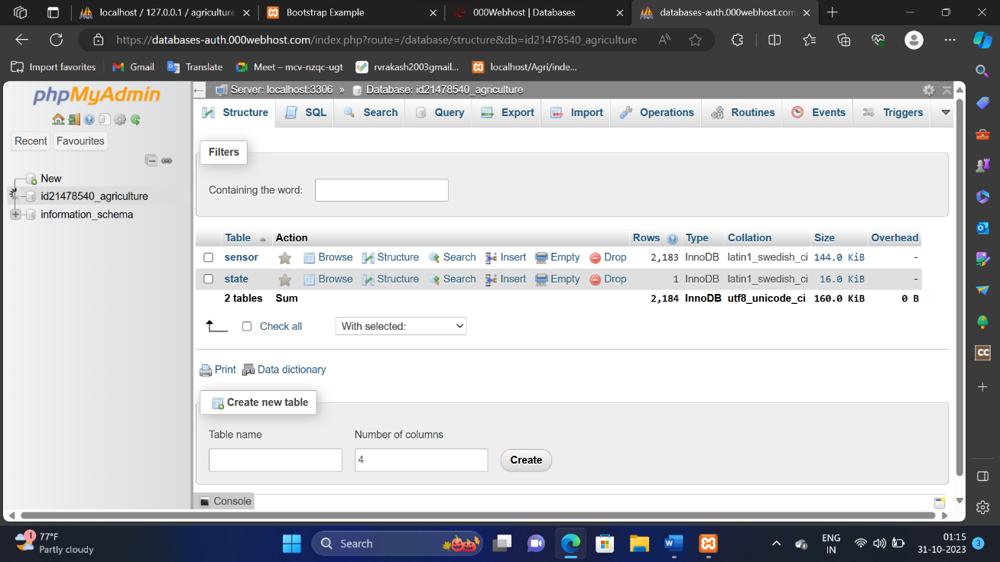 localhost / 127.0.0.1 / agriculture
Bootstrap Example
000Webhost | Databases
databases-auth.000webhost.com
https://databases-auth.000webhost.com/index.php?route=/database/structure&db=id21478540_agriculture
Import favorites
Gmail
Translate
Meet – mcv-nzqc-ugt
rvrakash2003gmail...
localhost/Agri/inde...
phpMyAdmin
Recent
Favourites
New
id21478540_agriculture
information_schema
Server: localhost:3306 » Database: id21478540_agriculture
Structure SQL Search Query Export Import Operations Routines Events Triggers
Filters
Containing the word:
Table Action Rows Type Collation Size Overhead
sensor Browse Structure Search Insert Empty Drop 2,183 InnoDB latin1_swedish_ci 144.0 KiB -
state Browse Structure Search Insert Empty Drop 1 InnoDB latin1_swedish_ci 16.0 KiB -
2 tables Sum 2,184 InnoDB utf8_unicode_ci 160.0 KiB 0 B
Check all
With selected:
Print
Data dictionary
Create new table
Table name
Number of columns
4
Create
Console
CC
1
77°F
Partly cloudy
Search
ENG
IN
01:15
31-10-2023
3